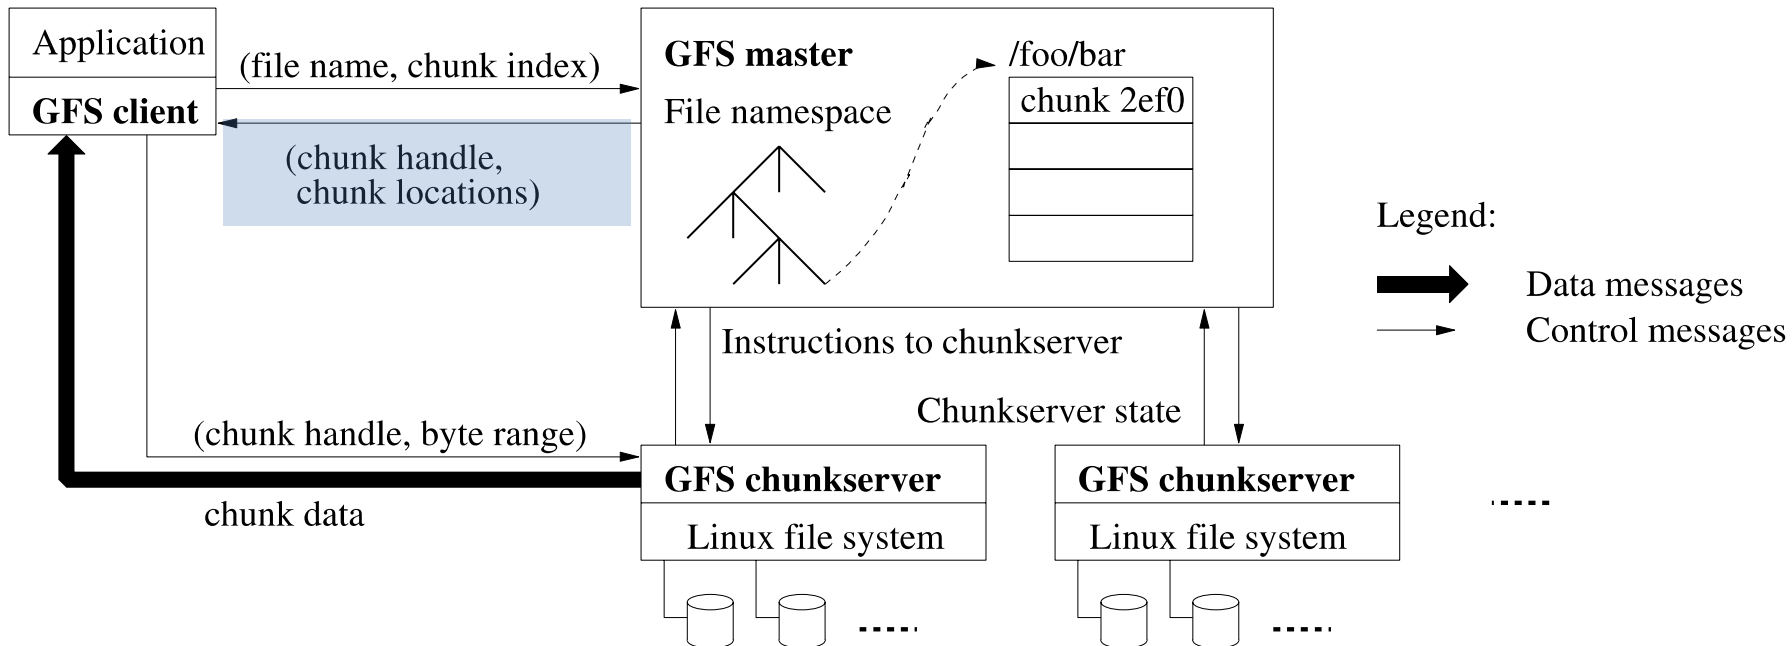 Application
GFS client
(file name, chunk index)
(chunk handle,
chunk locations)
GFS master
File namespace
/foo/bar
chunk 2ef0
Legend:
Data messages
Control messages
Instructions to chunkserver
Chunkserver state
(chunk handle, byte range)
chunk data
GFS chunkserver
Linux file system
GFS chunkserver
Linux file system